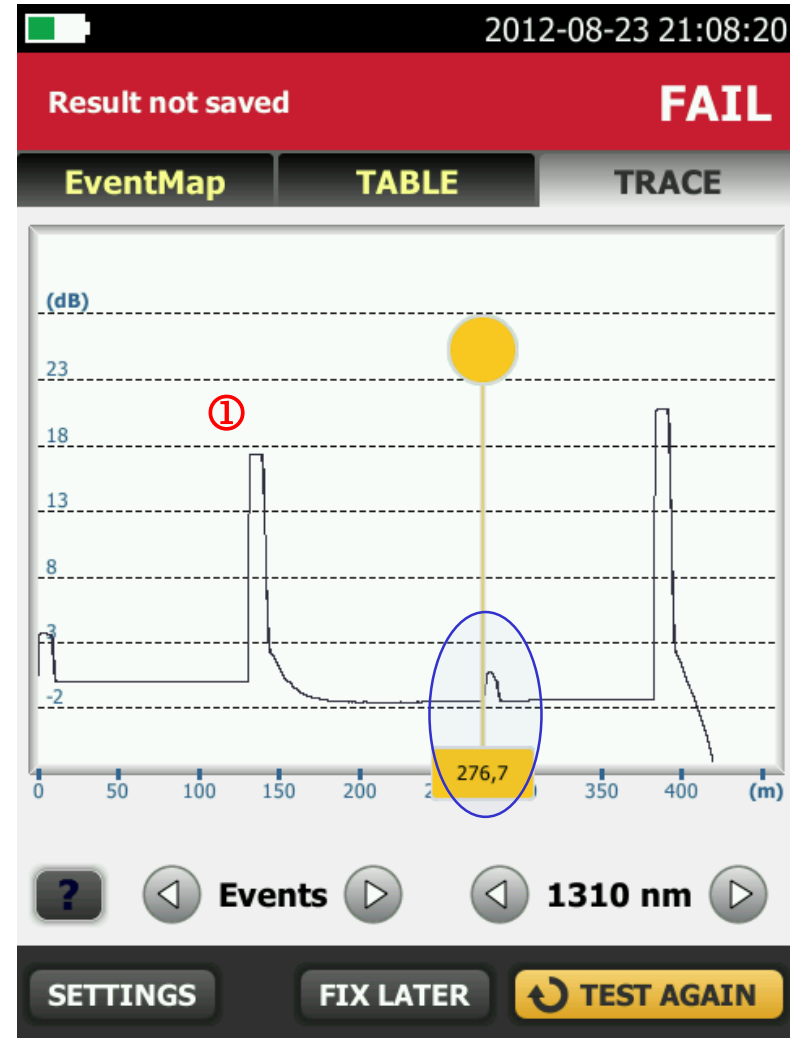 2012-08-23 21:08:20
Result not saved FAIL
EventMap TABLE TRACE
(dB)
23
①
18
13
8
3
-2
276,7
0 50 100 150 200 350 400 (m)
? Events 1310 nm
SETTINGS FIX LATER TEST AGAIN